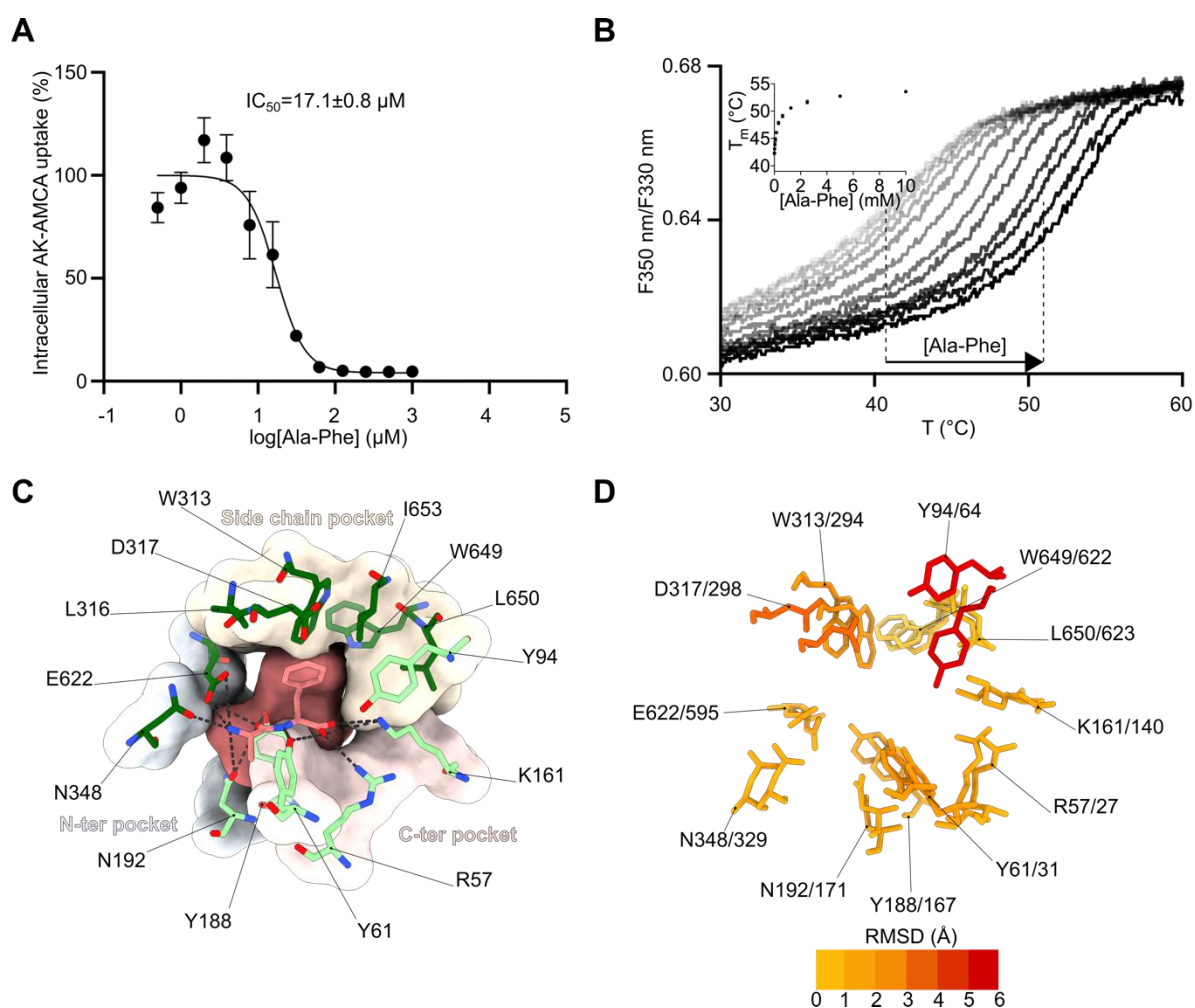 A
Intracellular AK-AMCA uptake (%)
150
100
50
0
IC50=17.1±0.8 µM
-1 0 1 2 3 4 5
log[Ala-Phe] (µM)
B
F350 nm/F330 nm
0.68
0.64
0.60
Tm (°C)
55
50
45
40
0 2 4 6 8 10
[Ala-Phe] (mM)
[Ala-Phe]
30 40 50 60
T (°C)
C
W313
Side chain pocket
I653
D317
W649
L316
L650
E622
Y94
N348
K161
N-ter pocket
C-ter pocket
N192
R57
Y188
Y61
D
Y94/64
W313/294
W649/622
D317/298
L650/623
E622/595
K161/140
N348/329
R57/27
N192/171
Y61/31
Y188/167
RMSD (Å)
0 1 2 3 4 5 6